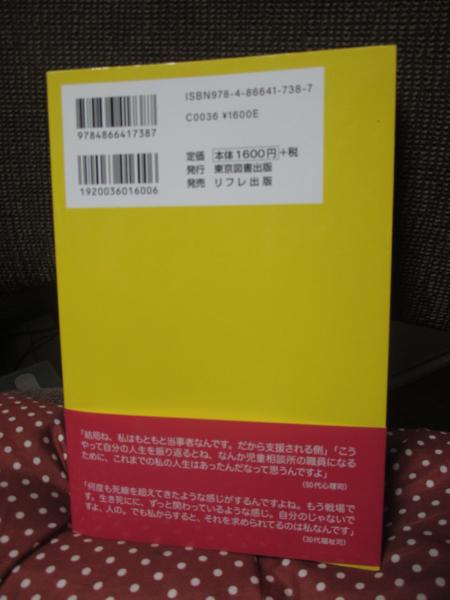 ISBN978-4-86641-738-7
C0036 ¥1600E
9784866417387
定価 本体1600円+税
発行 東京図書出版
発売 リフレ出版
1920036016006
「結局ね、私はもともと当事者なんです。だから支援される側」「こう
やって自分の人生を振り返るとね、なんか児童相談所の職員になる
ために、これまでの私の人生はあったんだなって思うんですよ」
(50代心理司)
「何度も死線を超えてきたような感じがするんですよね。もう戦場で
す。生き死にに、ずっと関わっているような感じ。自分のじゃないで
すよ、人の。でも私からすると、それを求められてるのは私なんです」
(30代福祉司)